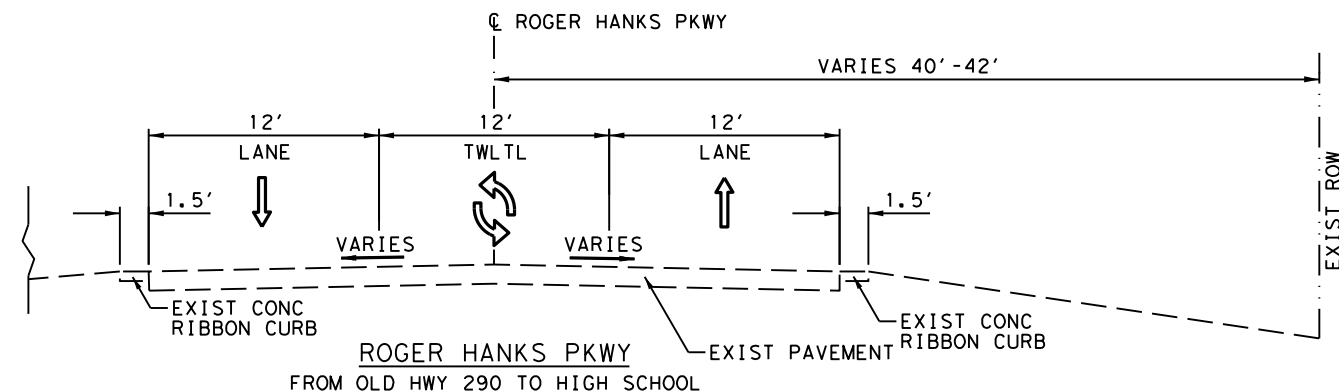 ℄ ROGER HANKS PKWY
VARIES 40'-42'
12'
12'
12'
LANE
TWLTL
LANE
1.5'
1.5'
VARIES
VARIES
EXIST ROW
EXIST CONC
RIBBON CURB
EXIST CONC
RIBBON CURB
EXIST PAVEMENT
ROGER HANKS PKWY
FROM OLD HWY 290 TO HIGH SCHOOL